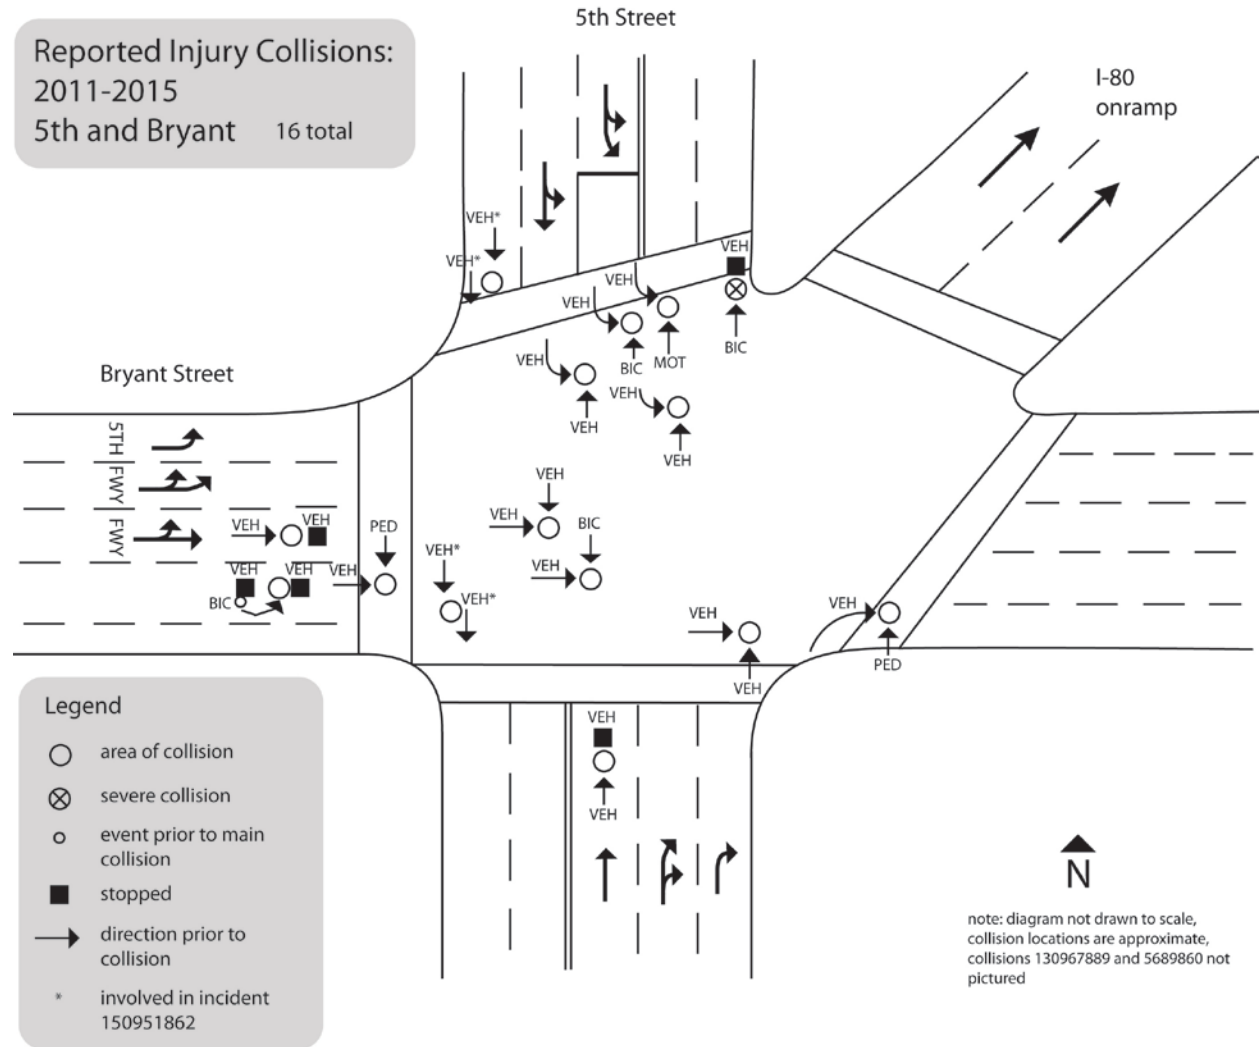 5th Street
Reported Injury Collisions:
2011-2015
5th and Bryant 16 total
I-80
onramp
VEH*
VEH*
VEH
VEH
VEH
BIC
MOT
BIC
VEH
VEH
VEH
VEH
Bryant Street
5TH
FWY
FWY
VEH
VEH
PED
VEH
VEH
BIC
VEH
VEH
VEH
VEH
BIC
VEH*
VEH*
VEH
VEH
VEH
VEH
PED
VEH
VEH
Legend
area of collision
severe collision
event prior to main
collision
stopped
direction prior to
collision
* involved in incident
150951862
N
note: diagram not drawn to scale,
collision locations are approximate,
collisions 130967889 and 5689860 not
pictured